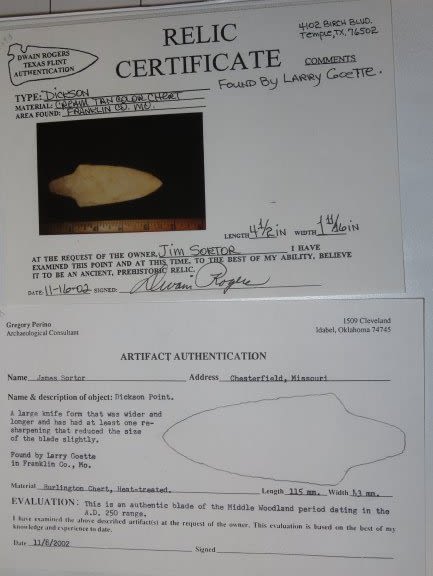 DWAIN ROGERS
TEXAS FLINT
AUTHENTICATION
RELIC
CERTIFICATE
4102 BIRCH BLVD.
Temple, TX, 76502
COMMENTS
FOUND BY LARRY GOETTE.
TYPE: DICKSON
MATERIAL: CREAM TAN COLOR CHERT
AREA FOUND: FRANKLIN CO. MO.
LENGTH 4 1/2 IN WIDTH 1 11/16 IN
AT THE REQUEST OF THE OWNER, Jim SORTOR I HAVE
EXAMINED THIS POINT AND AT THIS TIME, TO THE BEST OF MY ABILITY, BELIEVE
IT TO BE AN ANCIENT, PREHISTORIC RELIC.
DATE: 11-16-02 SIGNED: Dwain Rogers
Gregory Perino
Archaeological Consultant
1509 Cleveland
Idabel, Oklahoma 74745
ARTIFACT AUTHENTICATION
Name James Sortor Address Chesterfield, Missouri
Name & description of object: Dickson Point.
A large knife form that was wider and
longer and has had at least one re-
sharpening that reduced the size
of the blade slightly.
Found by Larry Goette
in Franklin Co., Mo.
Material Burlington Chert, Heat-treated. Length 115 mm. Width 43 mm.
EVALUATION: This is an authentic blade of the Middle Woodland period dating in the
A.D. 250 range.
I have examined the above described artifact(s) at the request of the owner. This evaluation is based on the best of my
knowledge and experience to date.
Date 11/8/2002 Signed